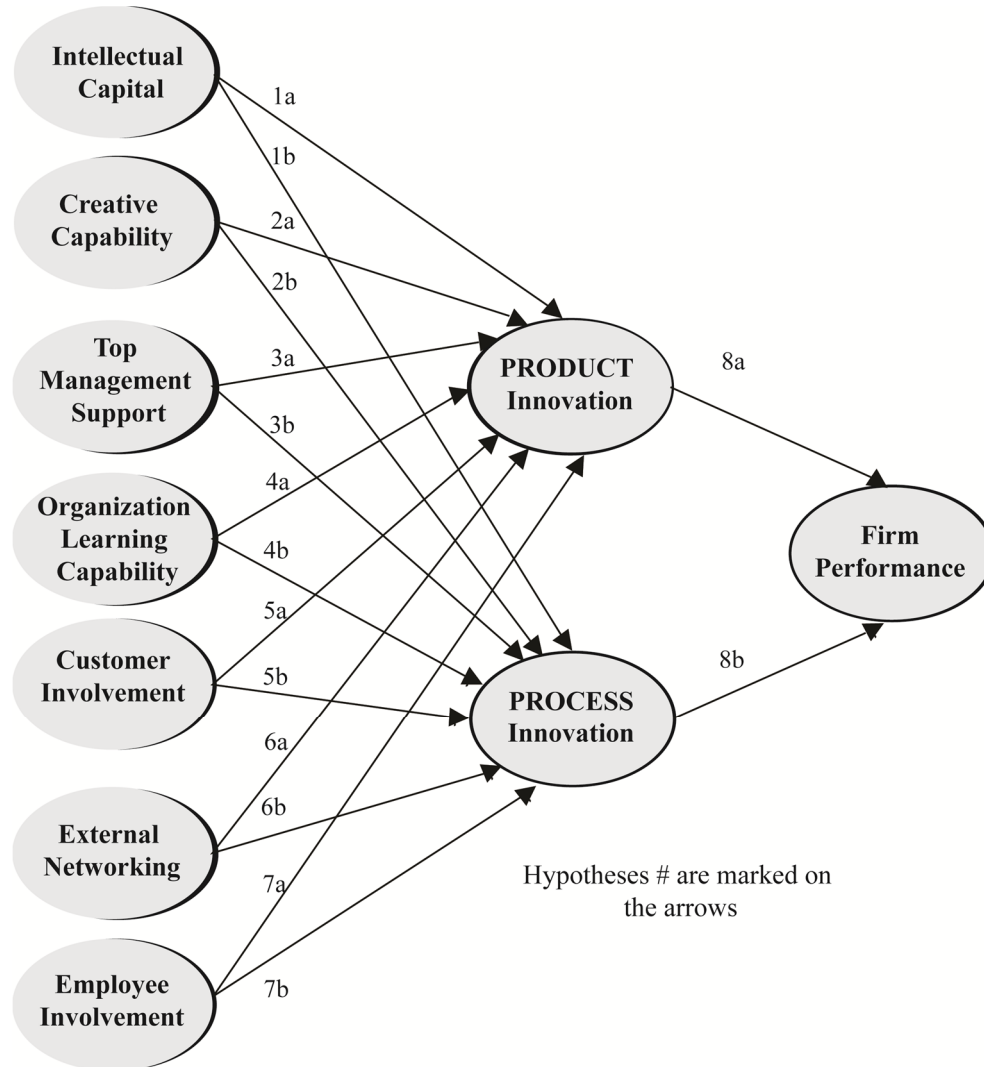 Intellectual
Capital
1a
1b
Creative
Capability
2a
2b
Top
Management
Support
3a
3b
PRODUCT
Innovation
8a
Organization
Learning
Capability
4a
4b
Firm
Performance
Customer
Involvement
5a
5b
PROCESS
Innovation
8b
External
Networking
6a
6b
Hypotheses # are marked on
the arrows
Employee
Involvement
7a
7b